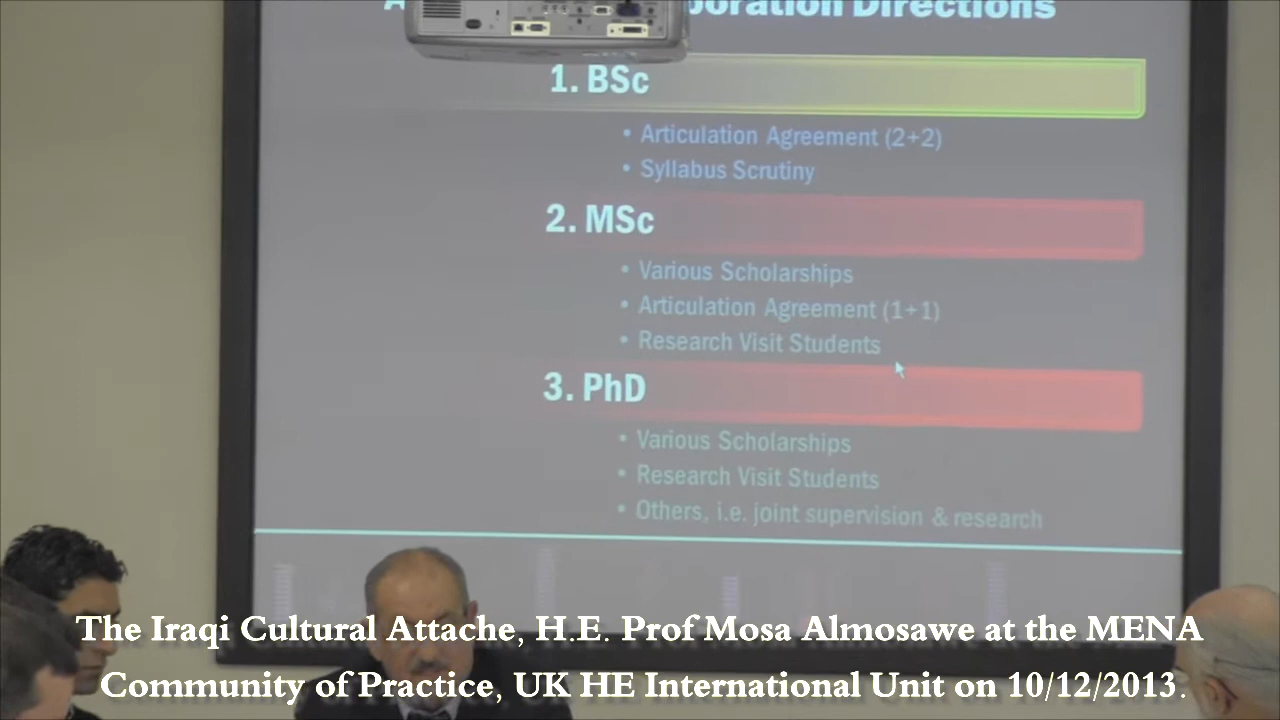 oration Directions
1. BSc
• Articulation Agreement (2+2)
• Syllabus Scrutiny
2. MSc
• Various Scholarships
• Articulation Agreement (1+1)
• Research Visit Students
3. PhD
• Various Scholarships
• Research Visit Students
• Others, i.e. joint supervision & research
The Iraqi Cultural Attache, H.E. Prof Mosa Almosawe at the MENA
Community of Practice, UK HE International Unit on 10/12/2013.